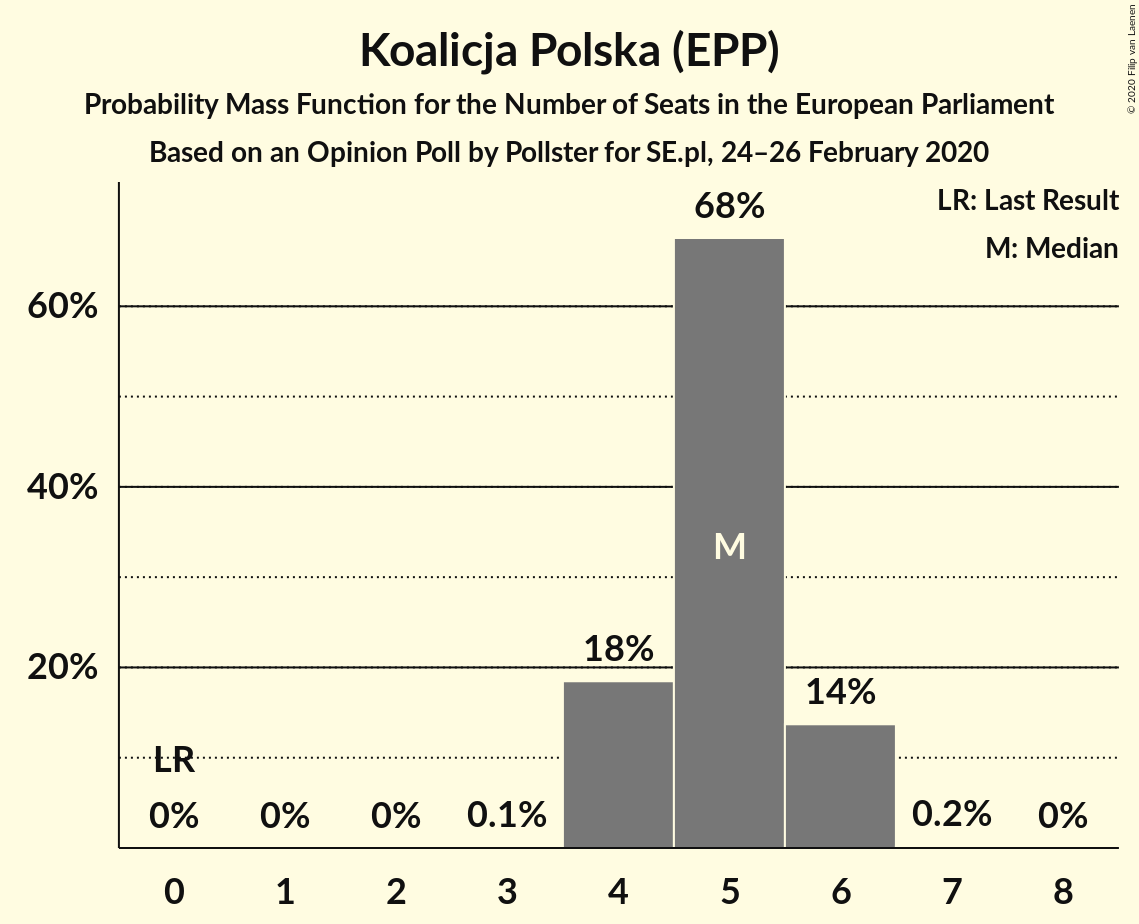 Koalicja Polska (EPP)
Probability Mass Function for the Number of Seats in the European Parliament
Based on an Opinion Poll by Pollster for SE.pl, 24–26 February 2020
© 2020 Filip van Laenen
LR: Last Result
M: Median
60%
40%
20%
68%
M
18%
14%
LR
0%
0%
0%
0.1%
0.2%
0%
0
1
2
3
4
5
6
7
8